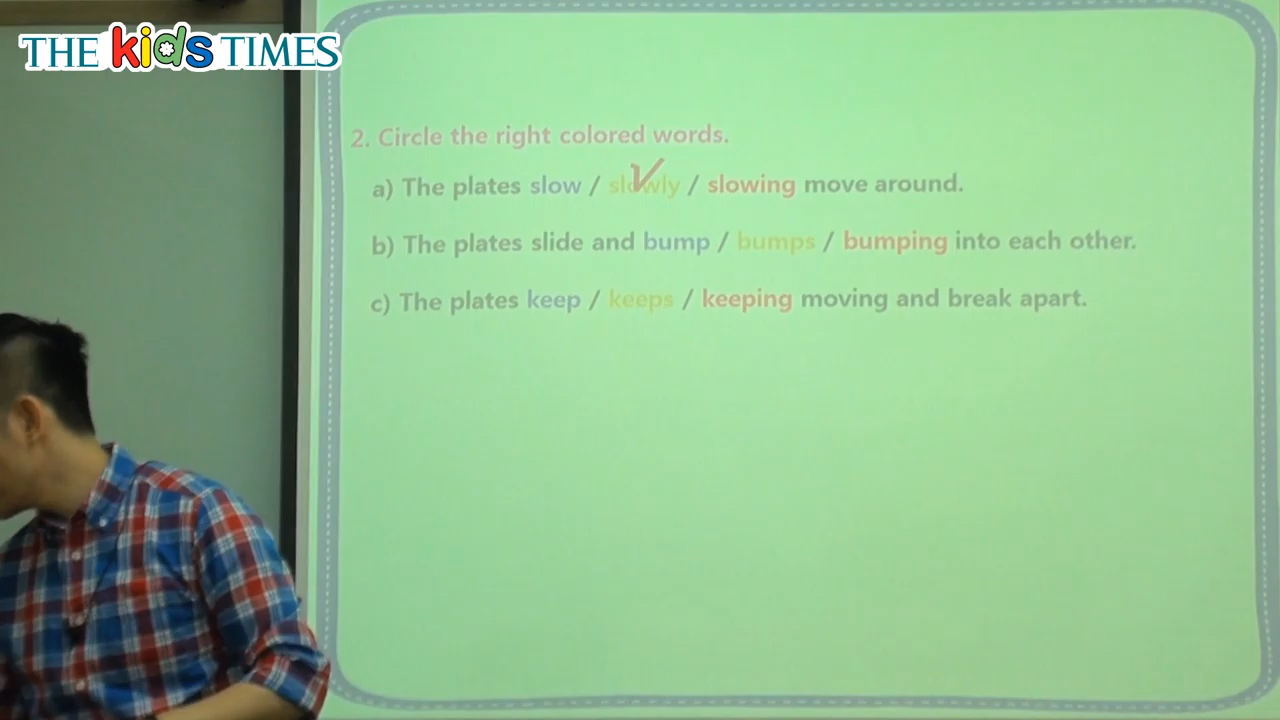 THE kids TIMES
2. Circle the right colored words.
a) The plates slow / slowly / slowing move around.
b) The plates slide and bump / bumps / bumping into each other.
c) The plates keep / keeps / keeping moving and break apart.